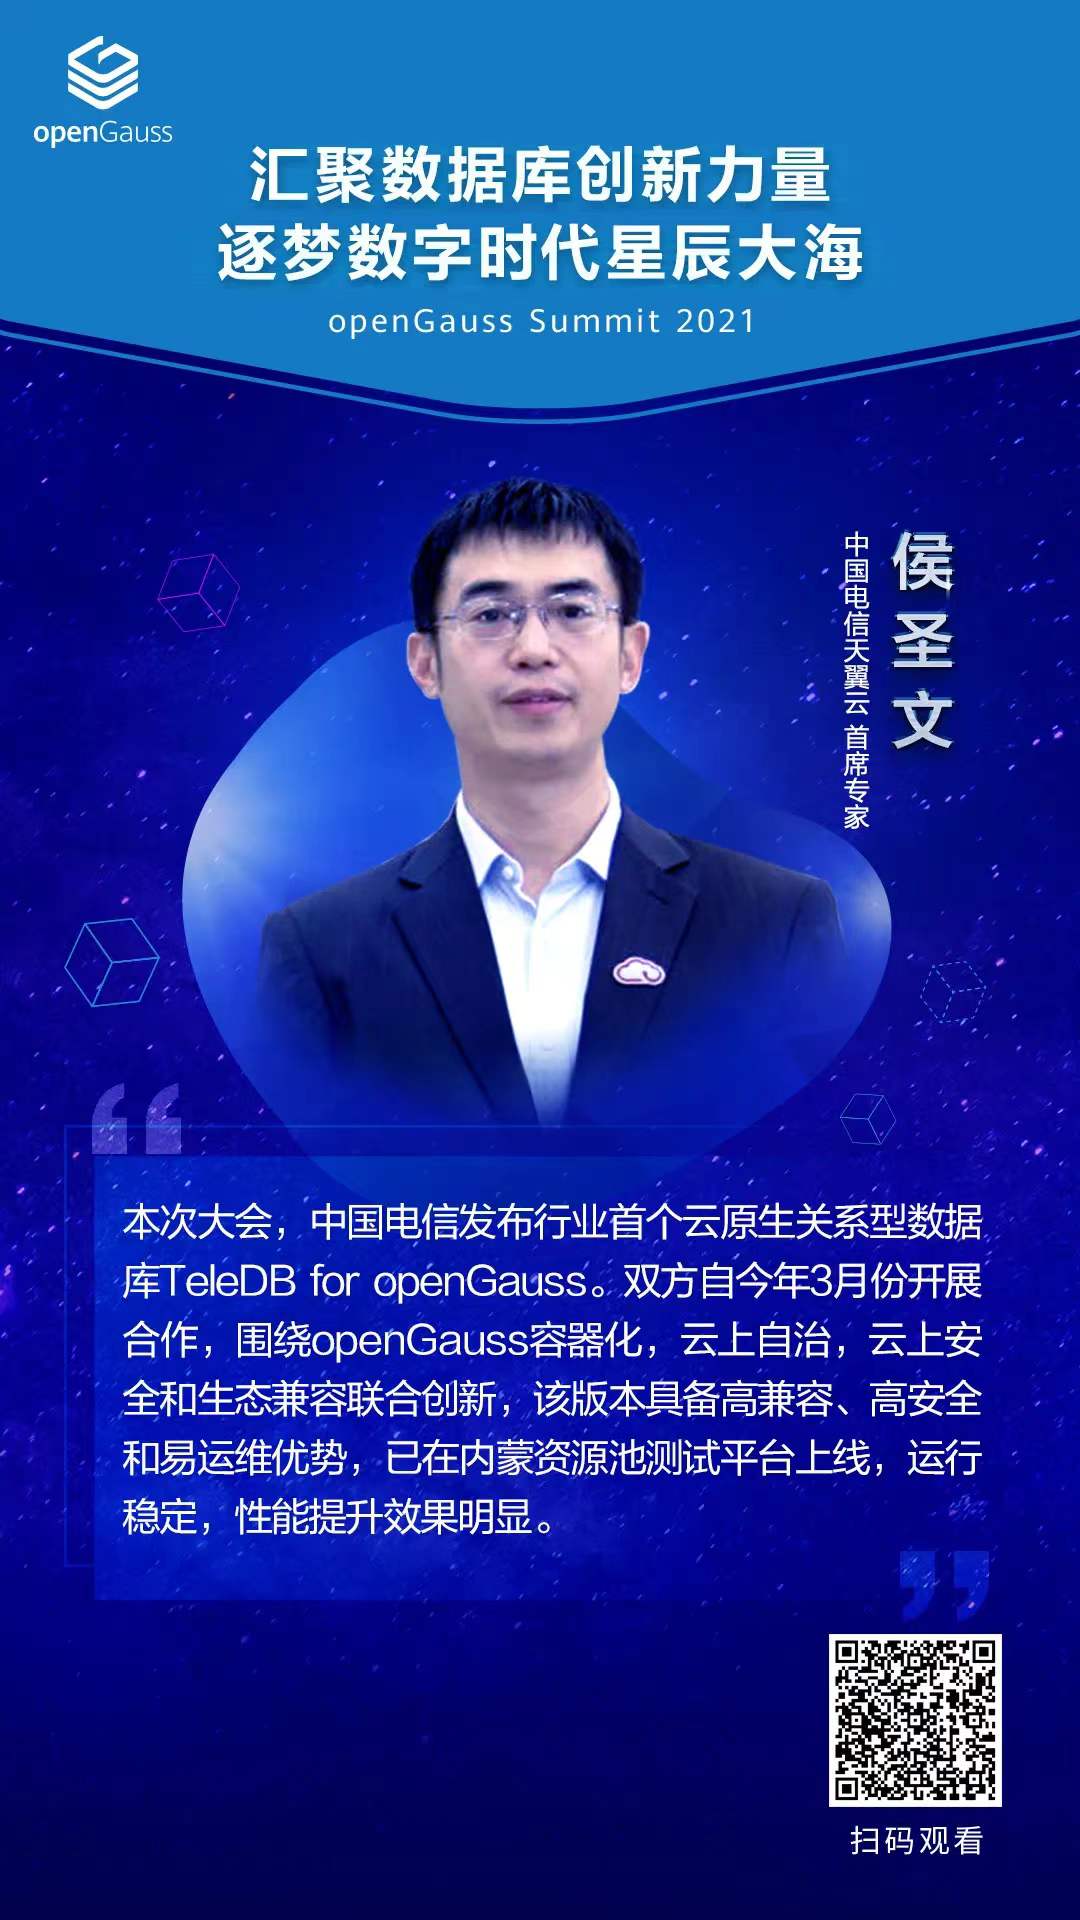 openGauss
汇聚数据库创新力量
逐梦数字时代星辰大海
openGauss Summit 2021
侯圣文
中国电信天翼云 首席专家
“
本次大会，中国电信发布行业首个云原生关系型数据
库TeleDB for openGauss。双方自今年3月份开展
合作，围绕openGauss容器化，云上自治，云上安
全和生态兼容联合创新，该版本具备高兼容、高安全
和易运维优势，已在内蒙资源池测试平台上线，运行
稳定，性能提升效果明显。
”
扫码观看